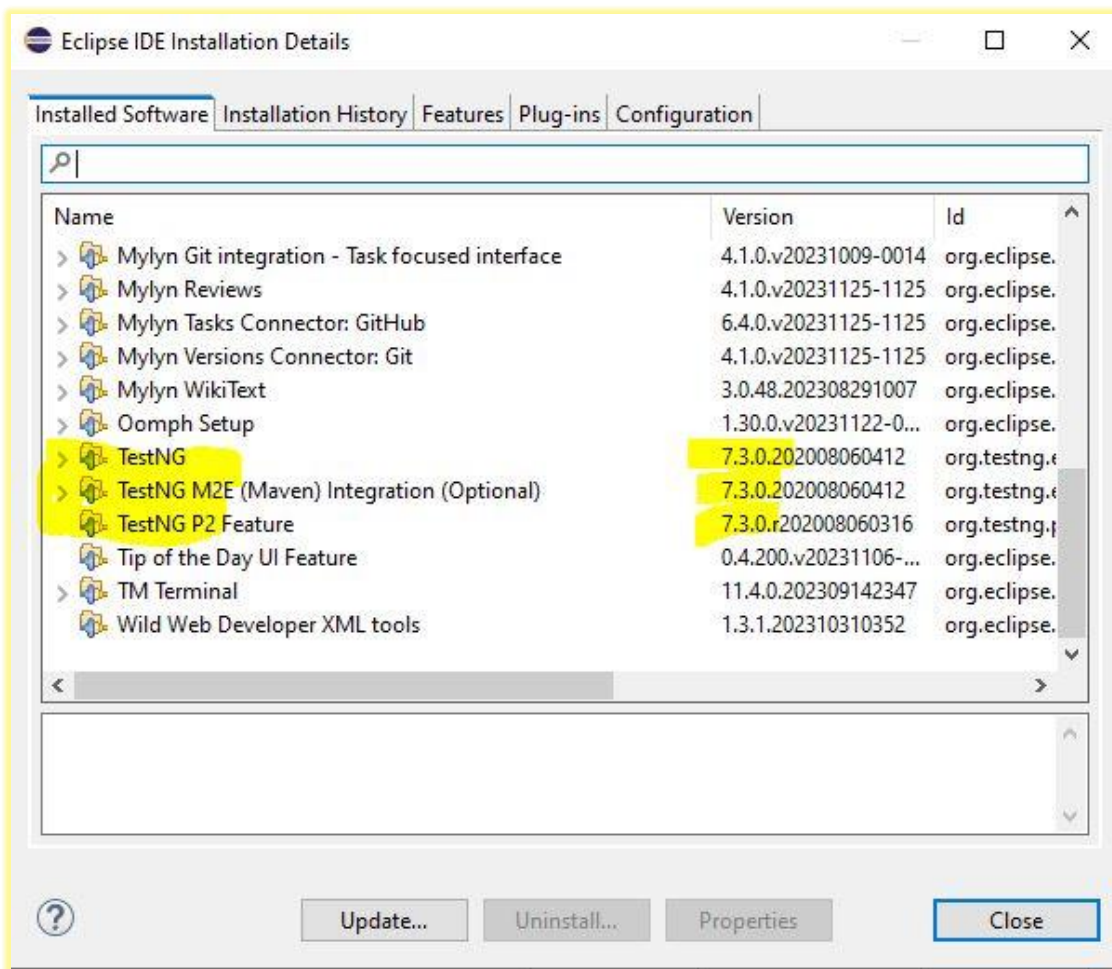 Eclipse IDE Installation Details
Installed Software Installation History Features Plug-ins Configuration
Name Version Id
Mylyn Git integration - Task focused interface 4.1.0.v20231009-0014 org.eclipse.
Mylyn Reviews 4.1.0.v20231125-1125 org.eclipse.
Mylyn Tasks Connector: GitHub 6.4.0.v20231125-1125 org.eclipse.
Mylyn Versions Connector: Git 4.1.0.v20231125-1125 org.eclipse.
Mylyn WikiText 3.0.48.202308291007 org.eclipse.
Oomph Setup 1.30.0.v20231122-0... org.eclipse.
TestNG 7.3.0.202008060412 org.testng.e
TestNG M2E (Maven) Integration (Optional) 7.3.0.202008060412 org.testng.e
TestNG P2 Feature 7.3.0.r202008060316 org.testng.p
Tip of the Day UI Feature 0.4.200.v20231106-... org.eclipse.
TM Terminal 11.4.0.202309142347 org.eclipse.
Wild Web Developer XML tools 1.3.1.202310310352 org.eclipse.
? Update... Uninstall... Properties Close